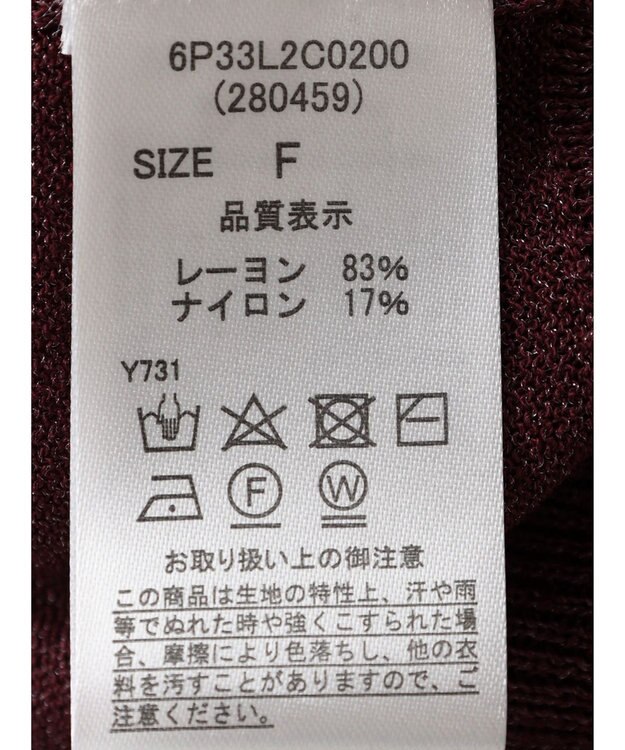 6P33L2C0200
(280459)
SIZE F
品質表示
レーヨン 83%
ナイロン 17%
Y731
F W
お取り扱い上の御注意
この商品は生地の特性上、汗や雨
等でぬれた時や強くこすられた場
合、摩擦により色落ちし、他の衣
料を汚すことがありますので、ご
注意ください。